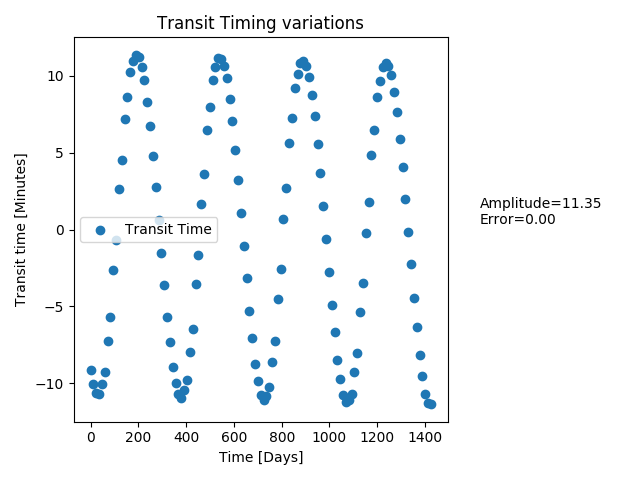 Transit Timing variations
Transit time [Minutes]
10
5
0
−5
−10
Transit Time
Amplitude=11.35
Error=0.00
0 200 400 600 800 1000 1200 1400
Time [Days]